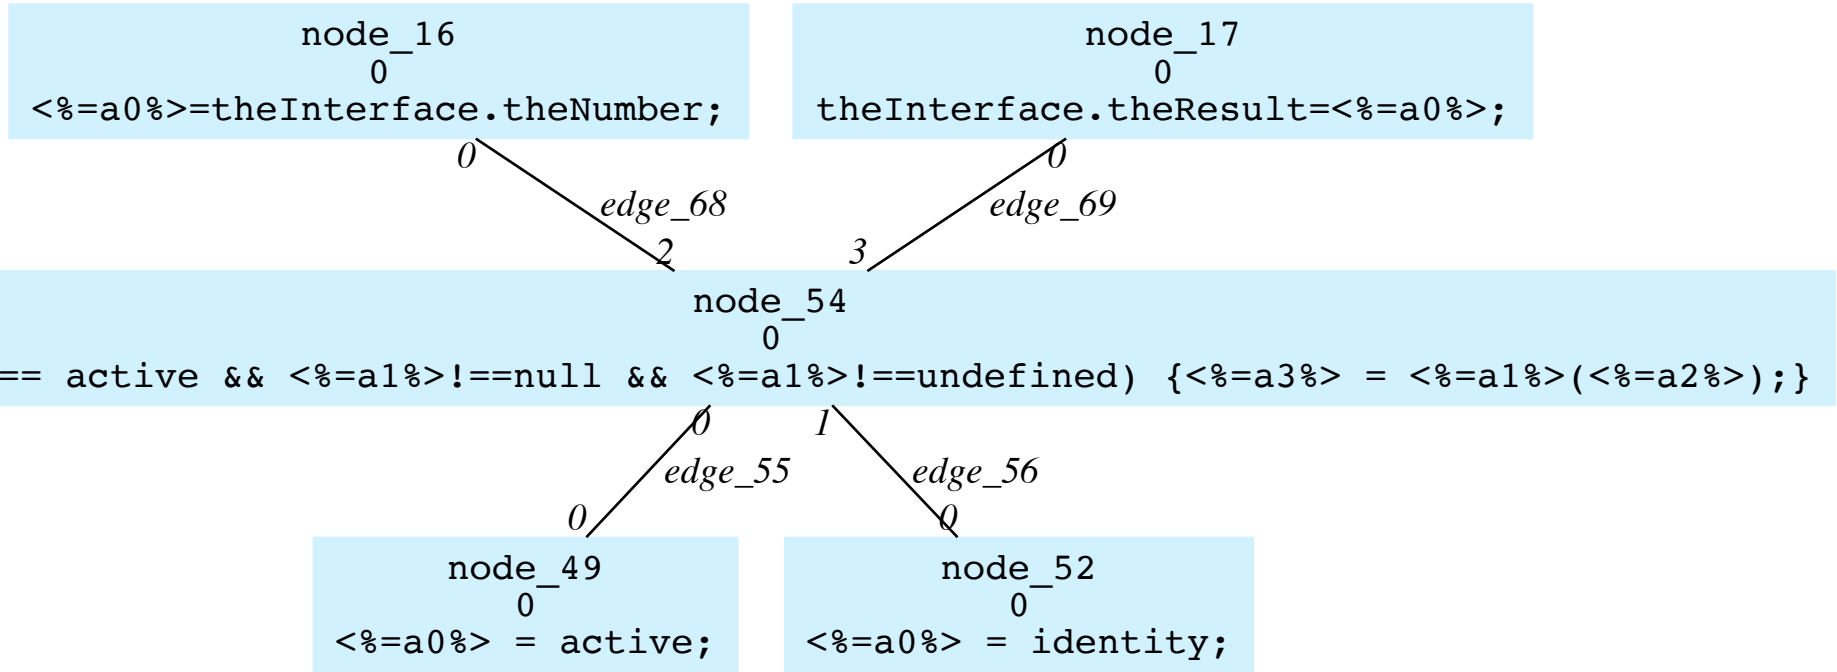 node_16
0
<%=a0%>=theInterface.theNumber;
node_17
0
theInterface.theResult=<%=a0%>;
0
0
edge_68
edge_69
2
3
node_54
0
== active && <%=a1%>!==null && <%=a1%>!==undefined) {<%=a3%> = <%=a1%>(<%=a2%>);}
0
1
edge_55
edge_56
0
0
node_49
0
<%=a0%> = active;
node_52
0
<%=a0%> = identity;